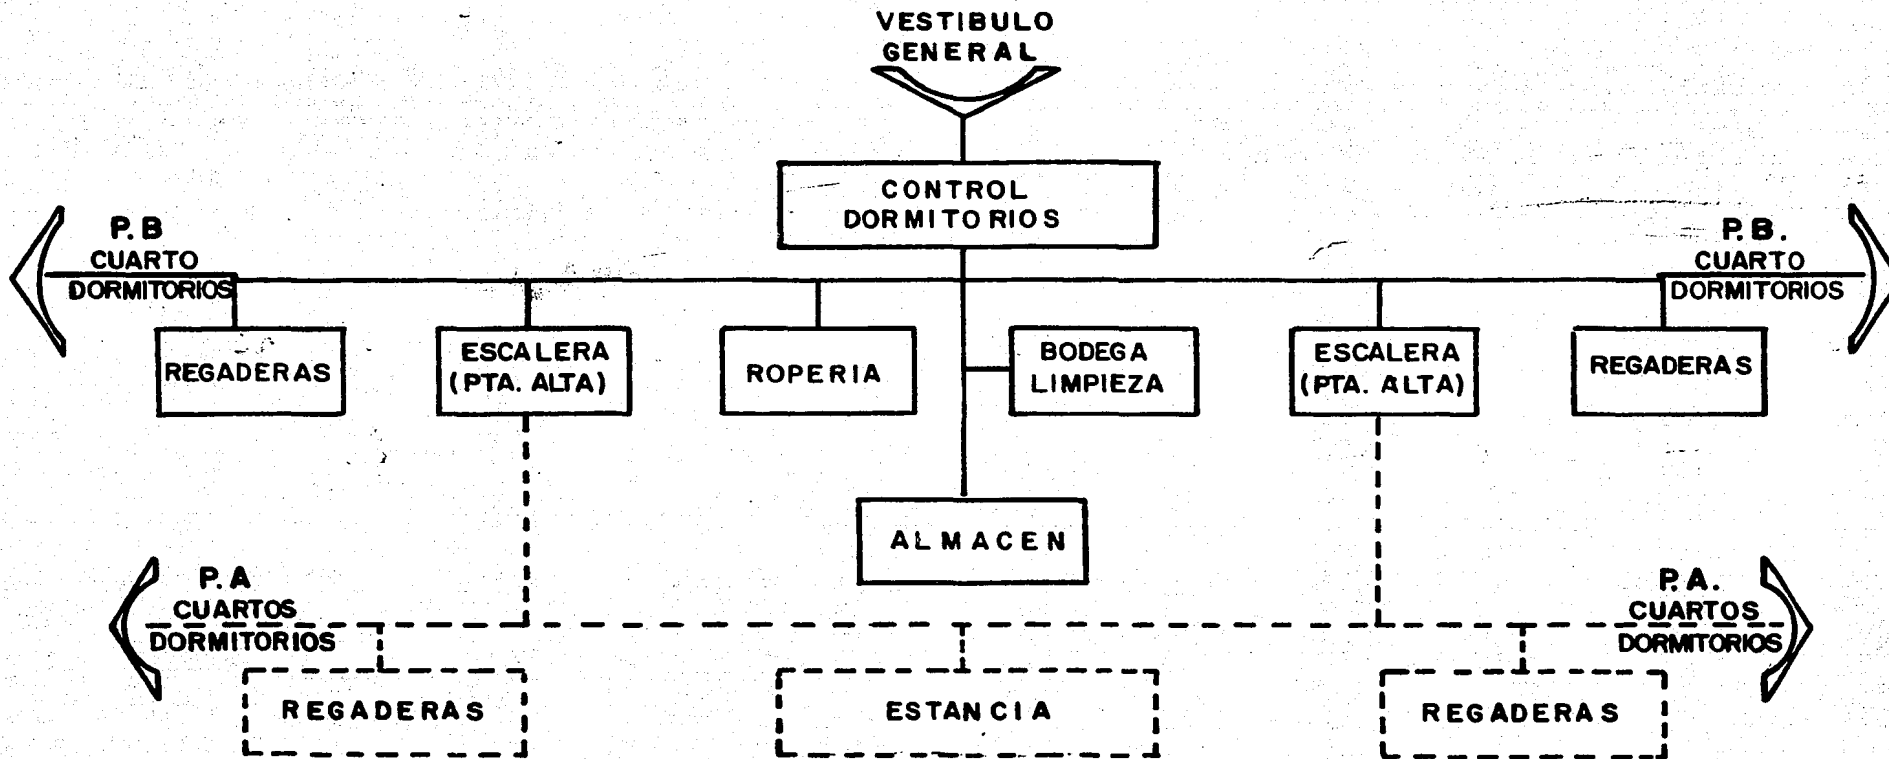 VESTIBULO
GENERAL
CONTROL
DORMITORIOS
P.B
CUARTO
DORMITORIOS
P.B.
CUARTO
DORMITORIOS
REGADERAS
ESCALERA
(PTA. ALTA)
ROPERIA
BODEGA
LIMPIEZA
ESCALERA
(PTA. ALTA)
REGADERAS
ALMACEN
P.A
CUARTOS
DORMITORIOS
P.A.
CUARTOS
DORMITORIOS
REGADERAS
ESTANCIA
REGADERAS